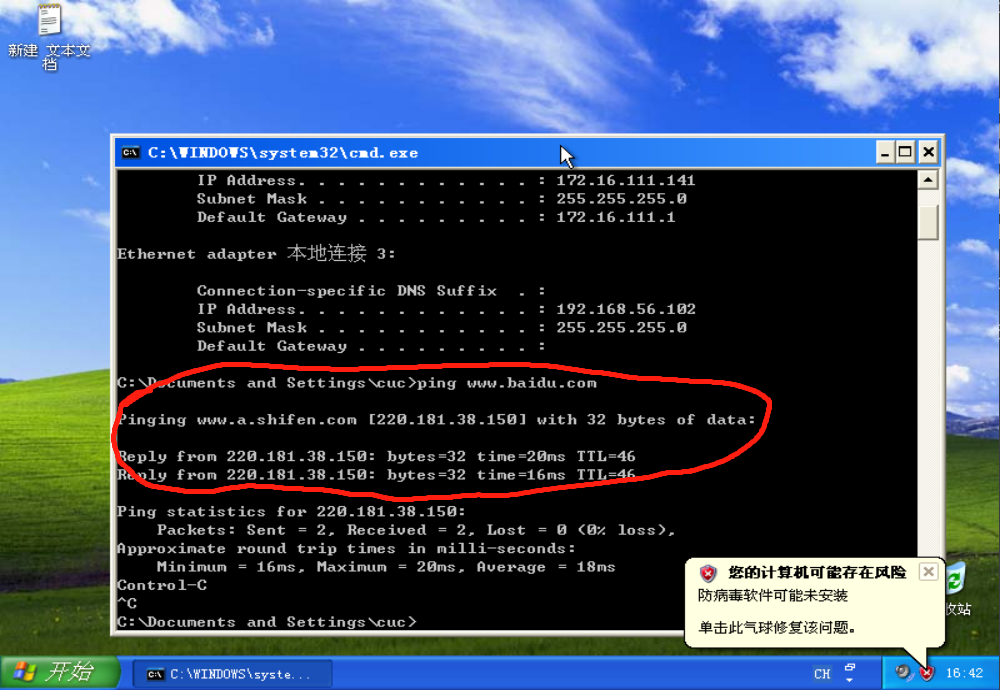 新建 文本文
档
C:\WINDOWS\system32\cmd.exe
IP Address. . . . . . . . . . . . : 172.16.111.141
Subnet Mask . . . . . . . . . . . : 255.255.255.0
Default Gateway . . . . . . . . . : 172.16.111.1
Ethernet adapter 本地连接 3:
Connection-specific DNS Suffix  . :
IP Address. . . . . . . . . . . . : 192.168.56.102
Subnet Mask . . . . . . . . . . . : 255.255.255.0
Default Gateway . . . . . . . . . :
C:\Documents and Settings\cuc>ping www.baidu.com
Pinging www.a.shifen.com [220.181.38.150] with 32 bytes of data:
Reply from 220.181.38.150: bytes=32 time=20ms TTL=46
Reply from 220.181.38.150: bytes=32 time=16ms TTL=46
Ping statistics for 220.181.38.150:
Packets: Sent = 2, Received = 2, Lost = 0 (0% loss),
Approximate round trip times in milli-seconds:
Minimum = 16ms, Maximum = 20ms, Average = 18ms
Control-C
^C
C:\Documents and Settings\cuc>
您的计算机可能存在风险
防病毒软件可能未安装
单击此气球修复该问题。
收站
开始
C:\WINDOWS\syste...
CH
16:42